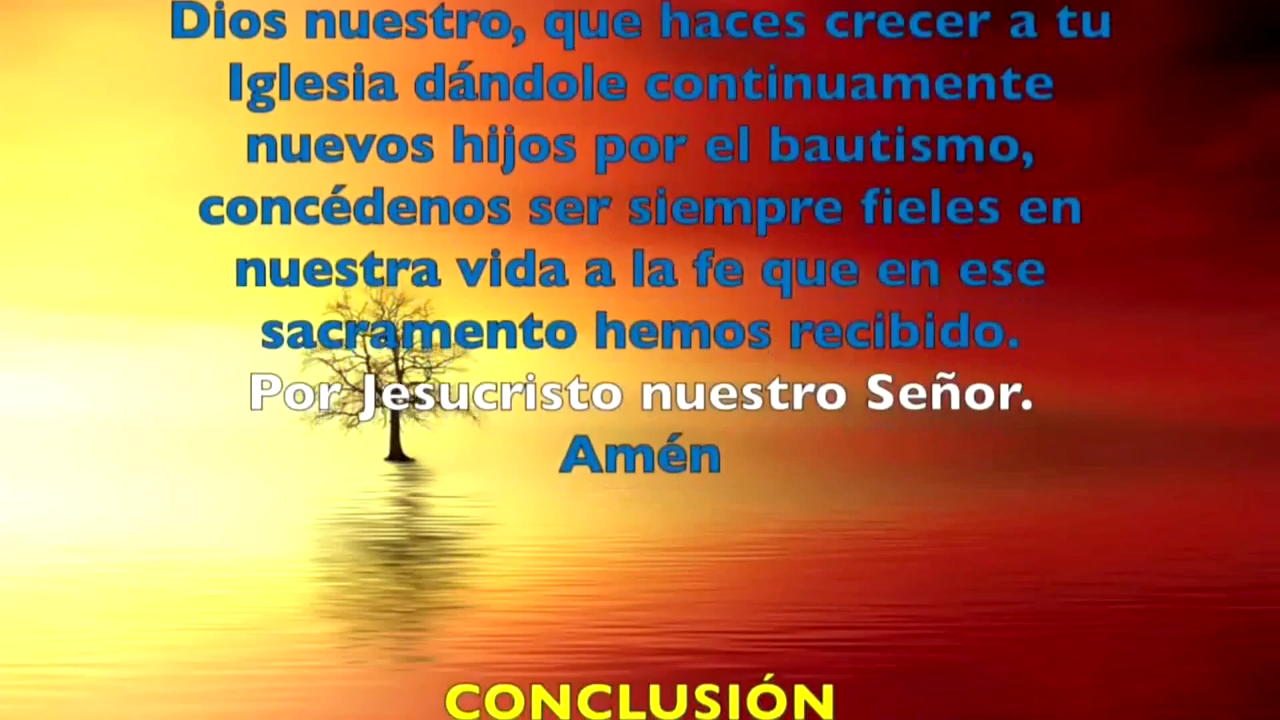 Dios nuestro, que haces crecer a tu
Iglesia dándole continuamente
nuevos hijos por el bautismo,
concédenos ser siempre fieles en
nuestra vida a la fe que en ese
sacramento hemos recibido.
Por Jesucristo nuestro Señor.
Amén
CONCLUSIÓN